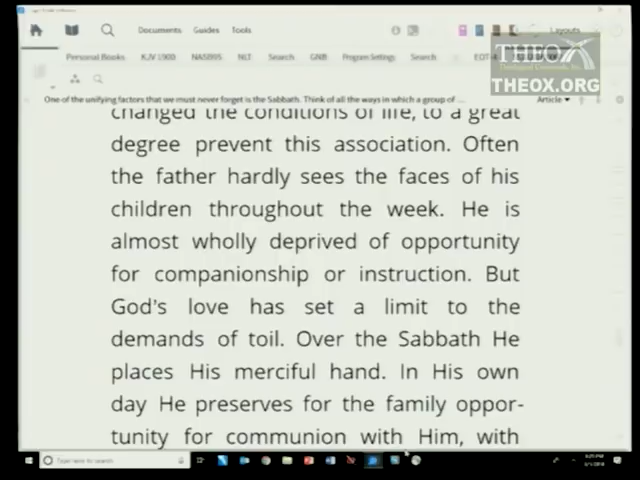 Documents Guides Tools Layouts
Personal Books KJV 1900 NASB95 NLT Search GNB Program Settings Search
THEOX
THEOX.ORG
One of the unifying factors that we must never forget is the Sabbath. Think of all the ways in which a group of ... Article
changed the conditions of life, to a great
degree prevent this association. Often
the father hardly sees the faces of his
children throughout the week. He is
almost wholly deprived of opportunity
for companionship or instruction. But
God's love has set a limit to the
demands of toil. Over the Sabbath He
places His merciful hand. In His own
day He preserves for the family oppor-
tunity for communion with Him, with
Type here to search